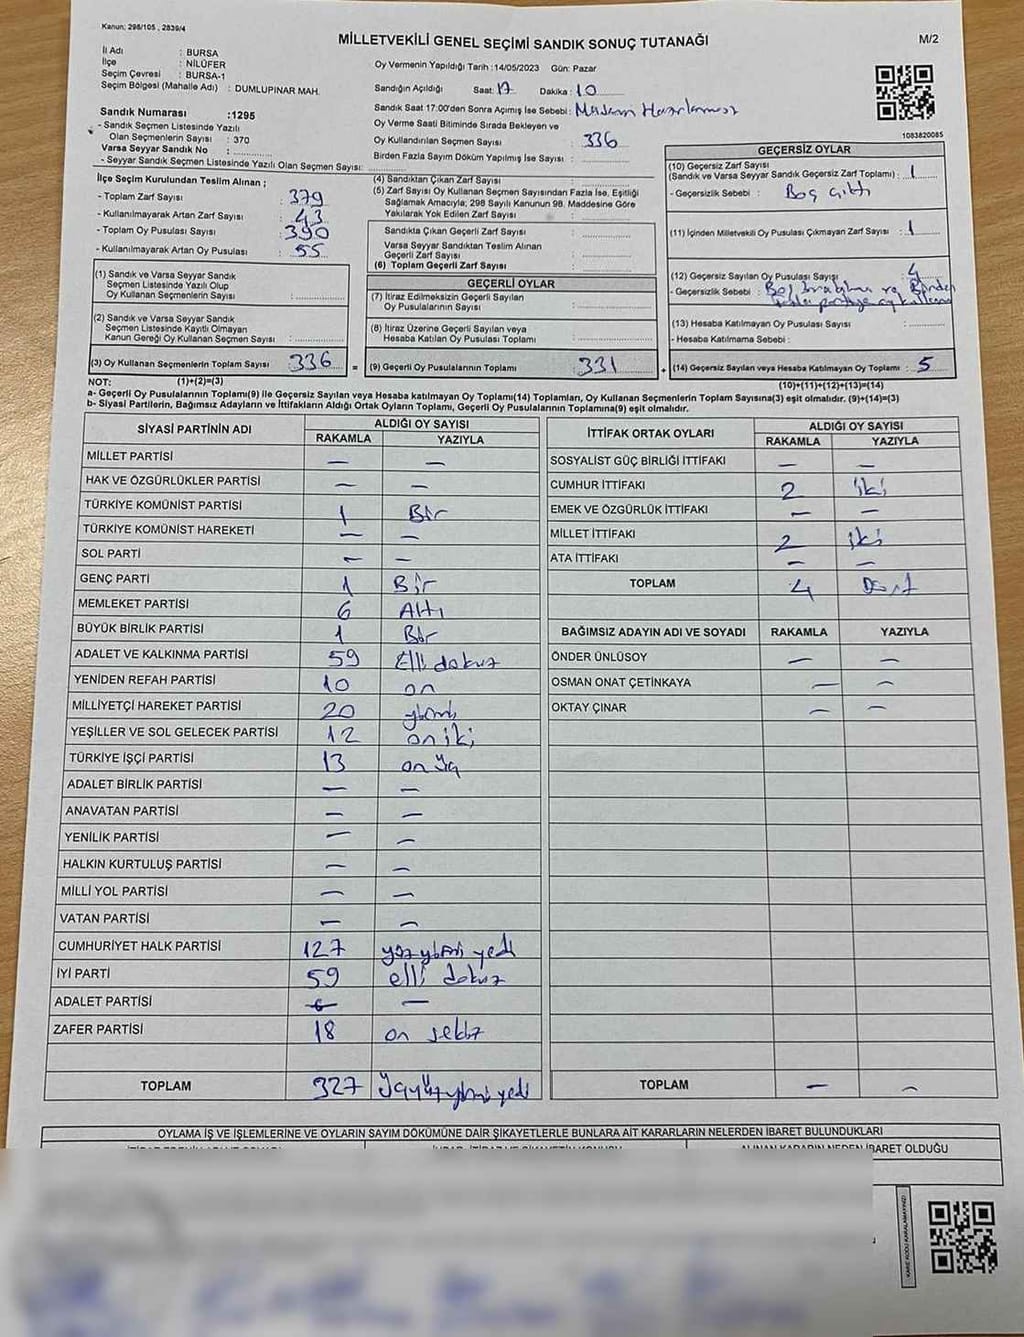 Kanun: 298/105 , 2839/4
MİLLETVEKİLİ GENEL SEÇİMİ SANDIK SONUÇ TUTANAĞI
M/2
İl Adı : BURSA
İlçe : NİLÜFER
Seçim Çevresi : BURSA-1
Seçim Bölgesi (Mahalle Adı) : DUMLUPINAR MAH.
Sandık Numarası :1295
- Sandık Seçmen Listesinde Yazılı
Olan Seçmenlerin Sayısı : 370
Varsa Seyyar Sandık No :
- Seyyar Sandık Seçmen Listesinde Yazılı Olan Seçmen Sayısı:
Oy Vermenin Yapıldığı Tarih :14/05/2023 Gün: Pazar
Sandığın Açıldığı Saat: 17 Dakika: 10
Sandık Saat 17:00'den Sonra Açımış İse Sebebi: Masanın Hazırlanması
Oy Verme Saati Bitiminde Sırada Bekleyen ve
Oy Kullandırılan Seçmen Sayısı : 336
Birden Fazla Sayım Döküm Yapılmış İse Sayısı :
1083820085
İlçe Seçim Kurulundan Teslim Alınan ;
- Toplam Zarf Sayısı : 379
- Kullanılmayarak Artan Zarf Sayısı : 43
- Toplam Oy Pusulası Sayısı : 390
- Kullanılmayarak Artan Oy Pusulası : 55
(1) Sandık ve Varsa Seyyar Sandık
Seçmen Listesinde Yazılı Olup
Oy Kullanan Seçmenlerin Sayısı :
(2) Sandık ve Varsa Seyyar Sandık
Seçmen Listesinde Kayıtlı Olmayan
Kanun Gereği Oy Kullanan Seçmen Sayısı :
(3) Oy Kullanan Seçmenlerin Toplam Sayısı : 336 =
(4) Sandıktan Çıkan Zarf Sayısı :
(5) Zarf Sayısı Oy Kullanan Seçmen Sayısından Fazla İse, Eşitliği
Sağlamak Amacıyla; 298 Sayılı Kanunun 98. Maddesine Göre
Yakılarak Yok Edilen Zarf Sayısı :
Sandıkta Çıkan Geçerli Zarf Sayısı :
Varsa Seyyar Sandıktan Teslim Alınan
Geçerli Zarf Sayısı :
(6) Toplam Geçerli Zarf Sayısı :
GEÇERLİ OYLAR
(7) İtiraz Edilmeksizin Geçerli Sayılan
Oy Pusulalarının Sayısı :
(8) İtiraz Üzerine Geçerli Sayılan veya
Hesaba Katılan Oy Pusulası Toplamı :
(9) Geçerli Oy Pusulalarının Toplamı : 331 +
GEÇERSİZ OYLAR
(10) Geçersiz Zarf Sayısı
(Sandık ve Varsa Seyyar Sandık Geçersiz Zarf Toplamı) : 1
- Geçersizlik Sebebi : Boş çıktı
(11) İçinden Milletvekili Oy Pusulası Çıkmayan Zarf Sayısı : 1
(12) Geçersiz Sayılan Oy Pusulası Sayısı : 4
- Geçersizlik Sebebi : Boş bırakılma ve Birden
fazla partiye oy kullanma
(13) Hesaba Katılmayan Oy Pusulası Sayısı :
- Hesaba Katılmama Sebebi :
(14) Geçersiz Sayılan veya Hesaba Katılmayan Oy Toplamı : 5
NOT: (1)+(2)=(3)
(10)+(11)+(12)+(13)=(14)
a- Geçerli Oy Pusulalarının Toplamı(9) ile Geçersiz Sayılan veya Hesaba katılmayan Oy Toplamı(14) Toplamları, Oy Kullanan Seçmenlerin Toplam Sayısına(3) eşit olmalıdır. (9)+(14)=(3)
b- Siyasi Partilerin, Bağımsız Adayların ve İttifakların Aldığı Ortak Oyların Toplamı, Geçerli Oy Pusulalarının Toplamına(9) eşit olmalıdır.
SİYASİ PARTİNİN ADI ALDIĞI OY SAYISI
RAKAMLA YAZIYLA
MİLLET PARTİSİ — —
HAK VE ÖZGÜRLÜKLER PARTİSİ — —
TÜRKİYE KOMÜNİST PARTİSİ 1 Bir
TÜRKİYE KOMÜNİST HAREKETİ — —
SOL PARTİ — —
GENÇ PARTİ 1 Bir
MEMLEKET PARTİSİ 6 Altı
BÜYÜK BİRLİK PARTİSİ 1 Bir
ADALET VE KALKINMA PARTİSİ 59 Elli dokuz
YENİDEN REFAH PARTİSİ 10 on
MİLLİYETÇİ HAREKET PARTİSİ 20 yirmi
YEŞİLLER VE SOL GELECEK PARTİSİ 12 on iki
TÜRKİYE İŞÇİ PARTİSİ 13 on üç
ADALET BİRLİK PARTİSİ — —
ANAVATAN PARTİSİ — —
YENİLİK PARTİSİ — —
HALKIN KURTULUŞ PARTİSİ — —
MİLLİ YOL PARTİSİ — —
VATAN PARTİSİ — —
CUMHURİYET HALK PARTİSİ 127 yüz yirmi yedi
İYİ PARTİ 59 elli dokuz
ADALET PARTİSİ — —
ZAFER PARTİSİ 18 on sekiz
TOPLAM 327 Üçyüz yirmi yedi
İTTİFAK ORTAK OYLARI ALDIĞI OY SAYISI
RAKAMLA YAZIYLA
SOSYALİST GÜÇ BİRLİĞİ İTTİFAKI — —
CUMHUR İTTİFAKI 2 iki
EMEK VE ÖZGÜRLÜK İTTİFAKI — —
MİLLET İTTİFAKI 2 iki
ATA İTTİFAKI — —
TOPLAM 4 Dört
BAĞIMSIZ ADAYIN ADI VE SOYADI RAKAMLA YAZIYLA
ÖNDER ÜNLÜSOY — —
OSMAN ONAT ÇETİNKAYA — —
OKTAY ÇINAR — —
TOPLAM — —
OYLAMA İŞ VE İŞLEMLERİNE VE OYLARIN SAYIM DÖKÜMÜNE DAİR ŞİKAYETLERLE BUNLARA AİT KARARLARIN NELERDEN İBARET BULUNDUKLARI
ALINAN KARARIN NEDEN İBARET OLDUĞU
KARE KODU KARALAMAYINIZ!